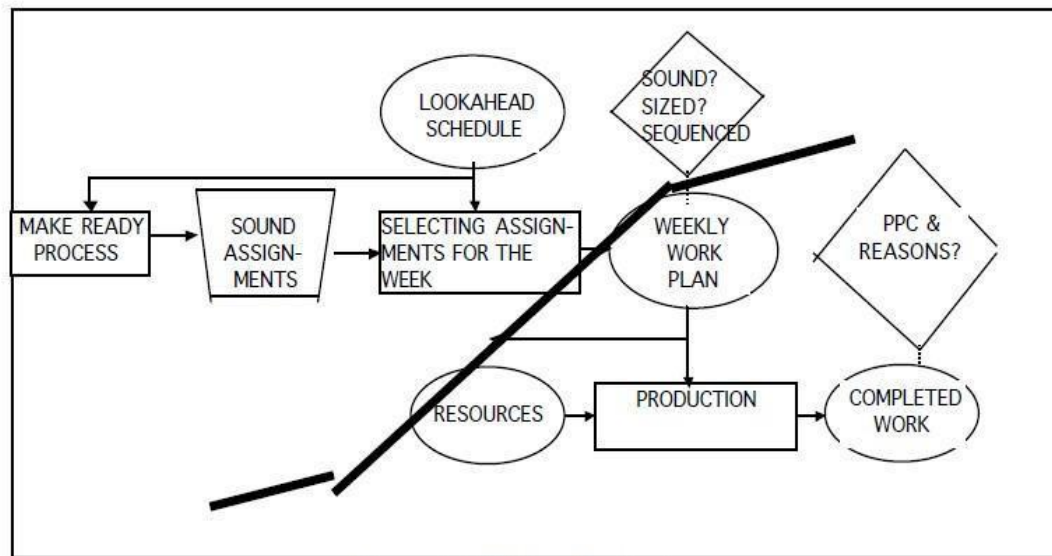 LOOKAHEAD
SCHEDULE
SOUND?
SIZED?
SEQUENCED
MAKE READY
PROCESS
SOUND
ASSIGN-
MENTS
SELECTING ASSIGN-
MENTS FOR THE
WEEK
WEEKLY
WORK
PLAN
PPC &
REASONS?
RESOURCES
PRODUCTION
COMPLETED
WORK